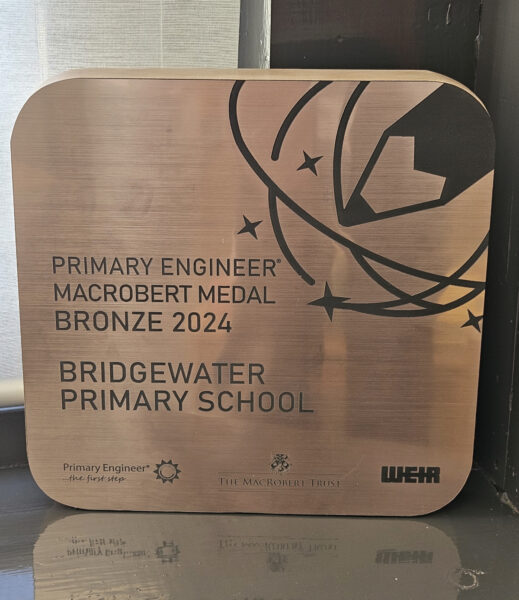 PRIMARY ENGINEER®
MACROBERT MEDAL
BRONZE 2024
BRIDGEWATER
PRIMARY SCHOOL
Primary Engineer®
...the first step
THE MACROBERT TRUST
WEIR